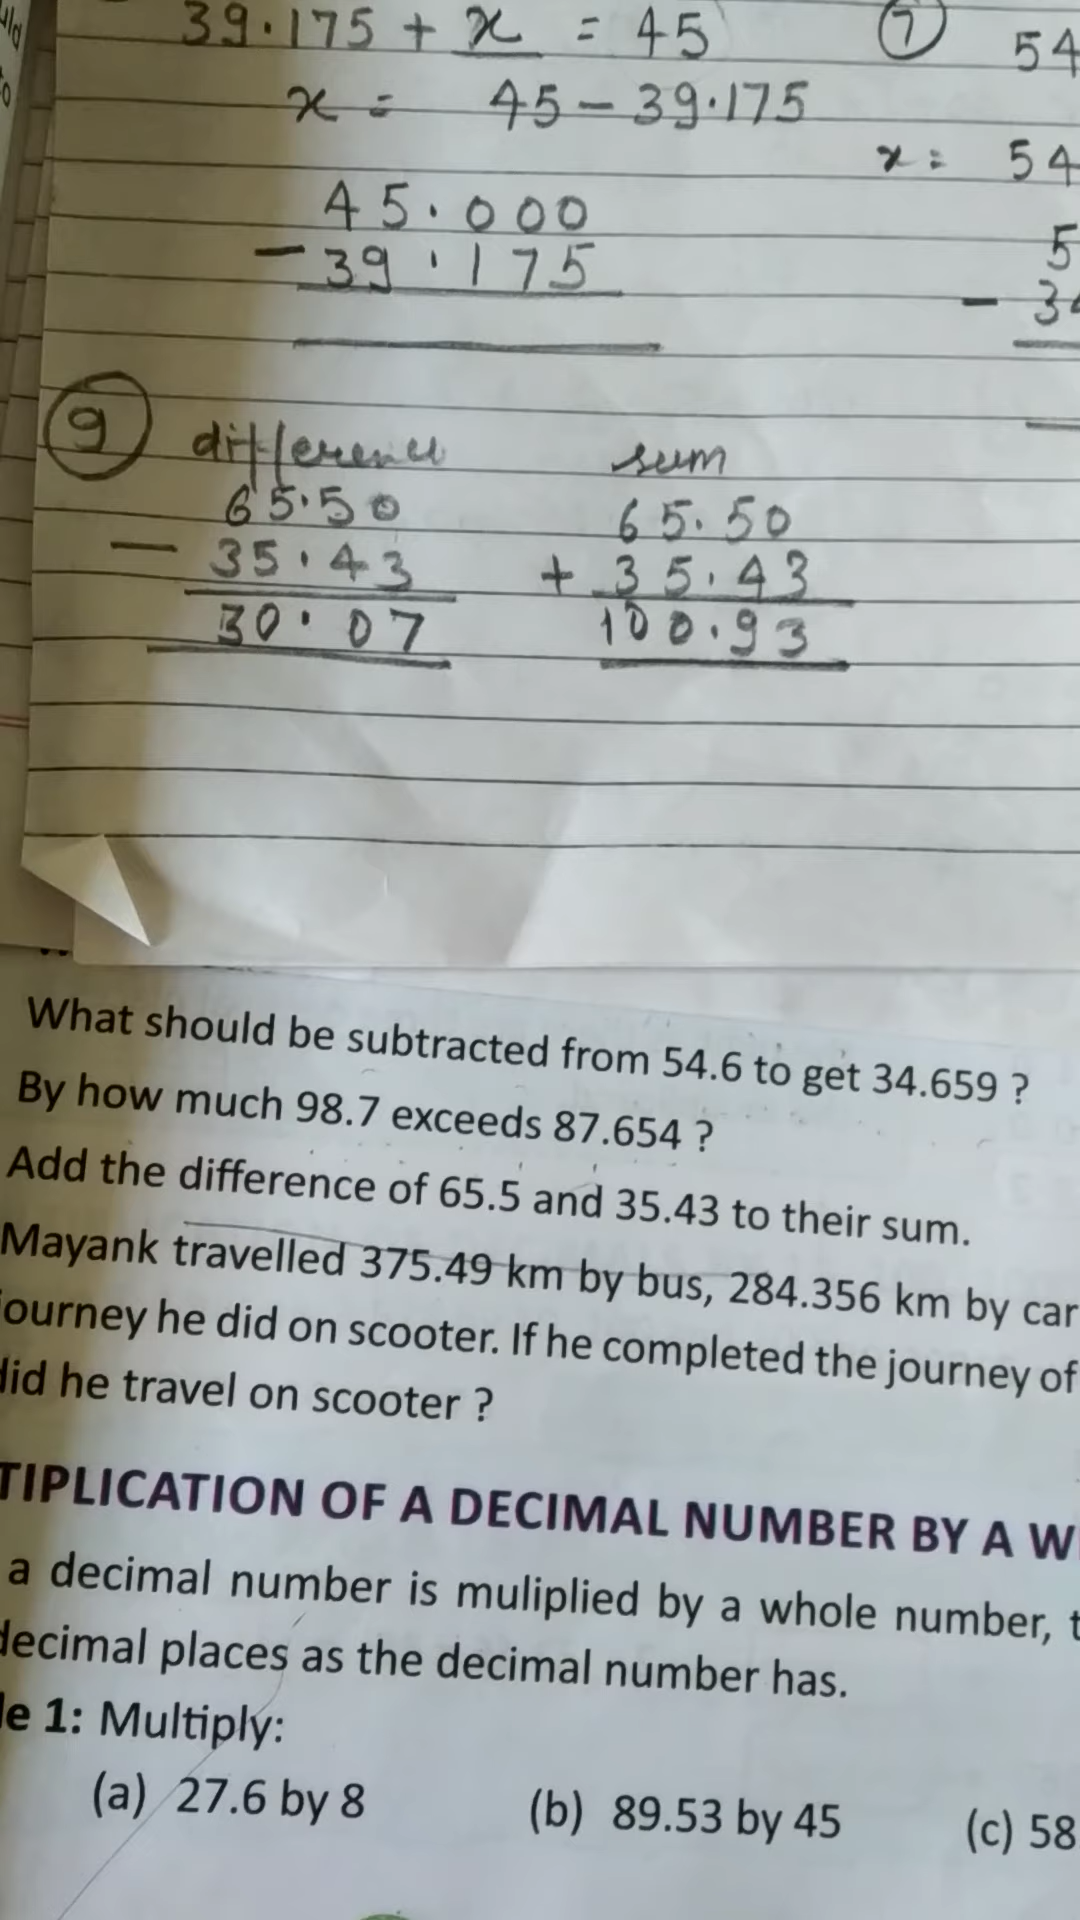 39.175 + x = 45
x = 45 - 39.175
45.000
- 39.175
7
54
x = 54
5
- 3
9
difference
65.50
- 35.43
30.07
sum
65.50
+ 35.43
100.93
What should be subtracted from 54.6 to get 34.659 ?
By how much 98.7 exceeds 87.654 ?
Add the difference of 65.5 and 35.43 to their sum.
Mayank travelled 375.49 km by bus, 284.356 km by car
journey he did on scooter. If he completed the journey of
did he travel on scooter ?
TIPLICATION OF A DECIMAL NUMBER BY A W
a decimal number is muliplied by a whole number, t
decimal places as the decimal number has.
le 1: Multiply:
(a) 27.6 by 8 (b) 89.53 by 45 (c) 58